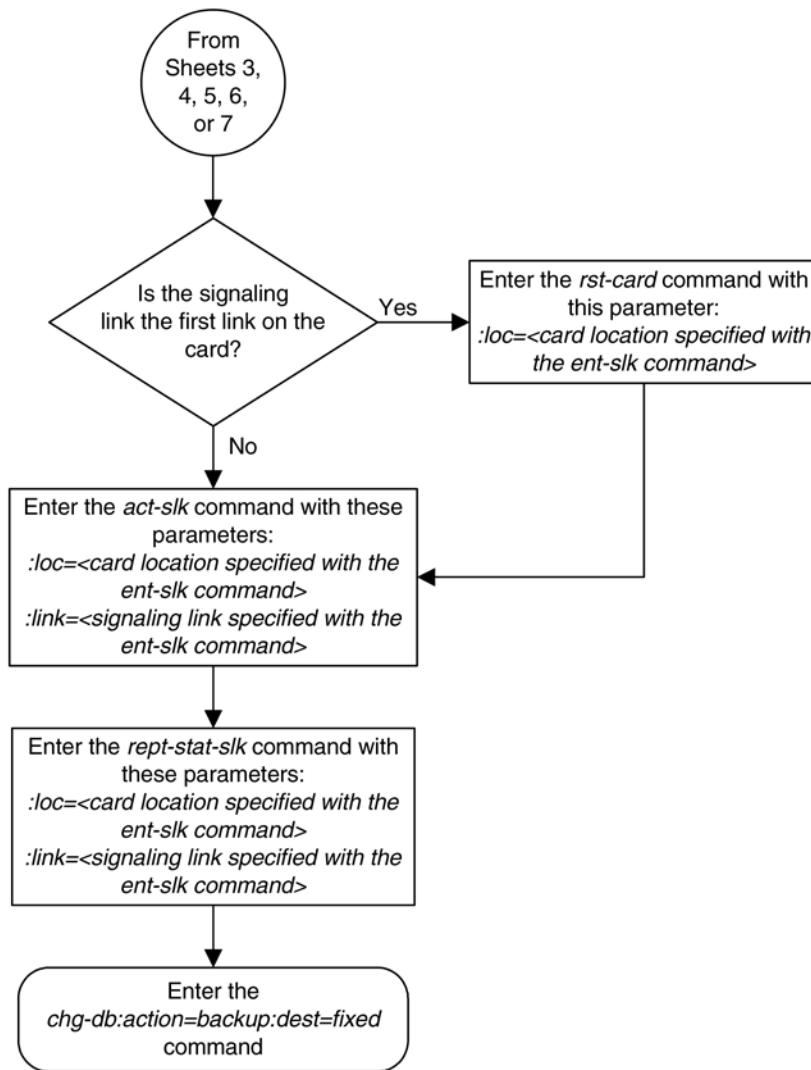 From
Sheets 3,
4, 5, 6,
or 7
Is the signaling
link the first link on the
card?
Yes
Enter the rst-card command with
this parameter:
:loc=<card location specified with
the ent-slk command>
No
Enter the act-slk command with these
parameters:
:loc=<card location specified with the
ent-slk command>
:link=<signaling link specified with the
ent-slk command>
Enter the rept-stat-slk command with
these parameters:
:loc=<card location specified with the
ent-slk command>
:link=<signaling link specified with the
ent-slk command>
Enter the
chg-db:action=backup:dest=fixed
command